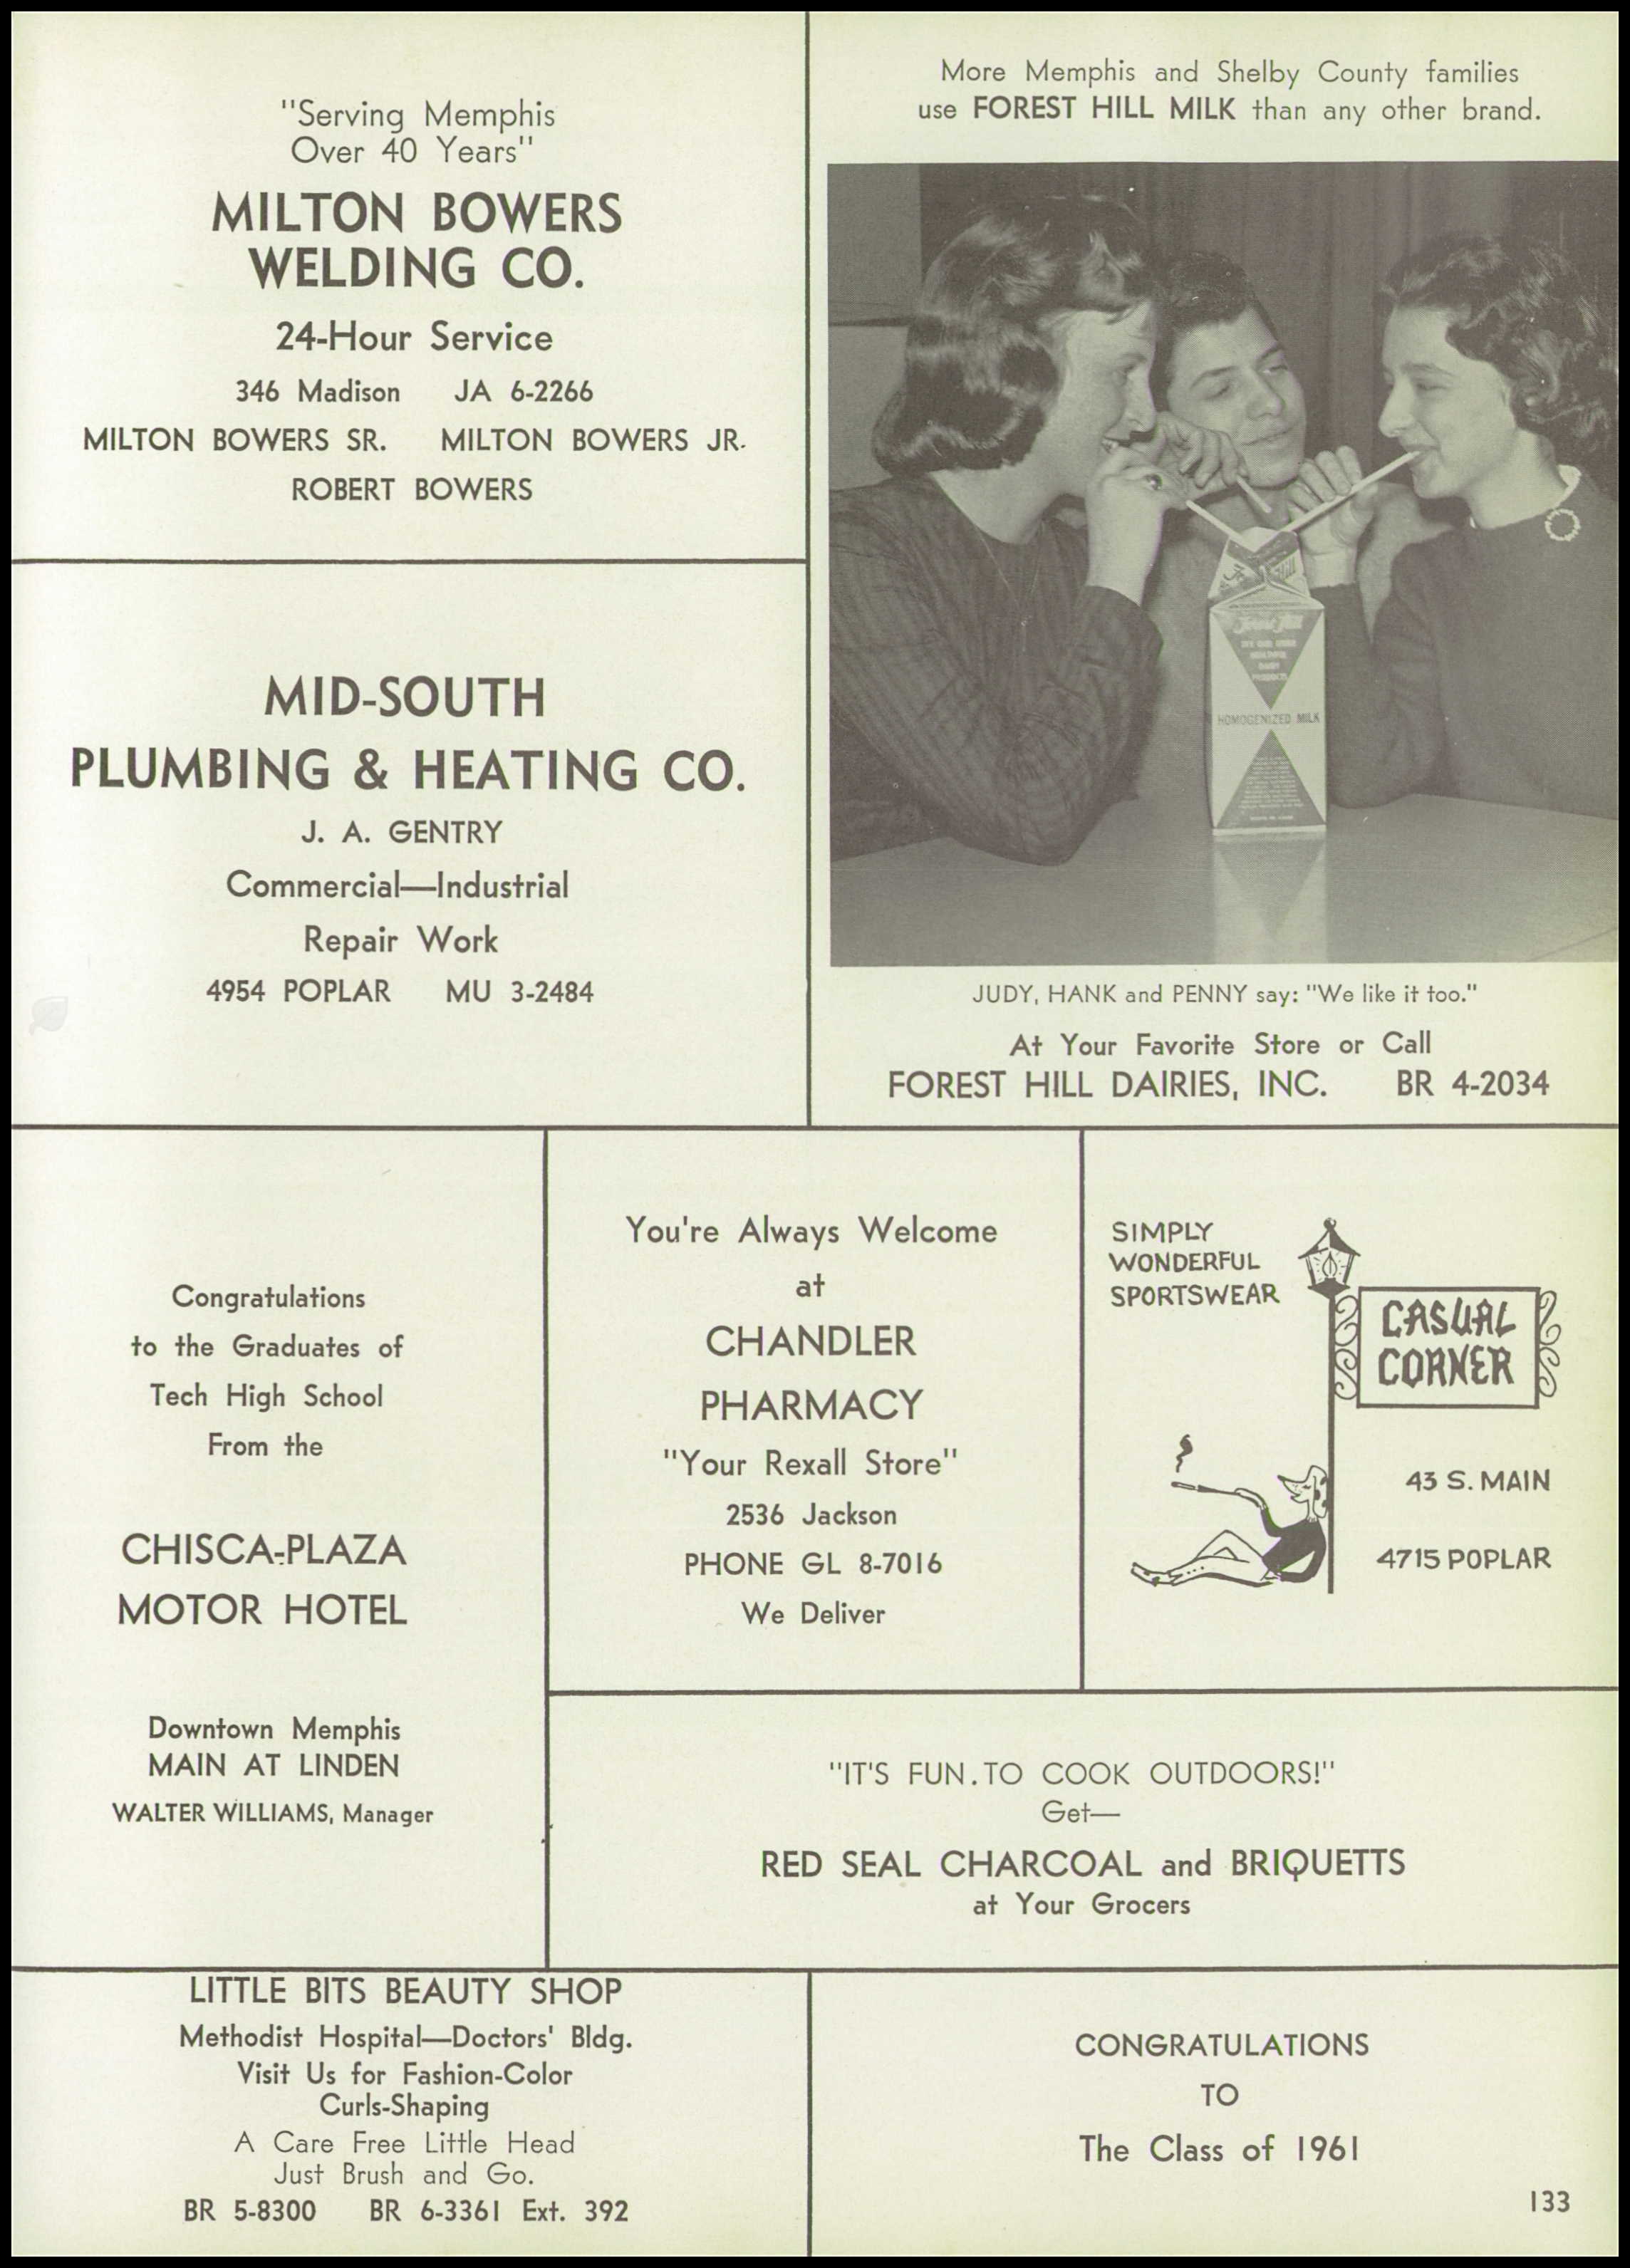 "Serving Memphis
Over 40 Years"
MILTON BOWERS
WELDING CO.
24-Hour Service
346 Madison JA 6-2266
MILTON BOWERS SR. MILTON BOWERS JR.
ROBERT BOWERS
More Memphis and Shelby County families
use FOREST HILL MILK than any other brand.
Forest Hill
HOMOGENIZED MILK
JUDY, HANK and PENNY say: "We like it too."
At Your Favorite Store or Call
FOREST HILL DAIRIES, INC. BR 4-2034
MID-SOUTH
PLUMBING & HEATING CO.
J. A. GENTRY
Commercial—Industrial
Repair Work
4954 POPLAR MU 3-2484
Congratulations
to the Graduates of
Tech High School
From the
CHISCA-PLAZA
MOTOR HOTEL
Downtown Memphis
MAIN AT LINDEN
WALTER WILLIAMS, Manager
You're Always Welcome
at
CHANDLER
PHARMACY
"Your Rexall Store"
2536 Jackson
PHONE GL 8-7016
We Deliver
SIMPLY
WONDERFUL
SPORTSWEAR
CASUAL
CORNER
43 S. MAIN
4715 POPLAR
"IT'S FUN.TO COOK OUTDOORS!"
Get—
RED SEAL CHARCOAL and BRIQUETTS
at Your Grocers
LITTLE BITS BEAUTY SHOP
Methodist Hospital—Doctors' Bldg.
Visit Us for Fashion-Color
Curls-Shaping
A Care Free Little Head
Just Brush and Go.
BR 5-8300 BR 6-3361 Ext. 392
CONGRATULATIONS
TO
The Class of 1961
133